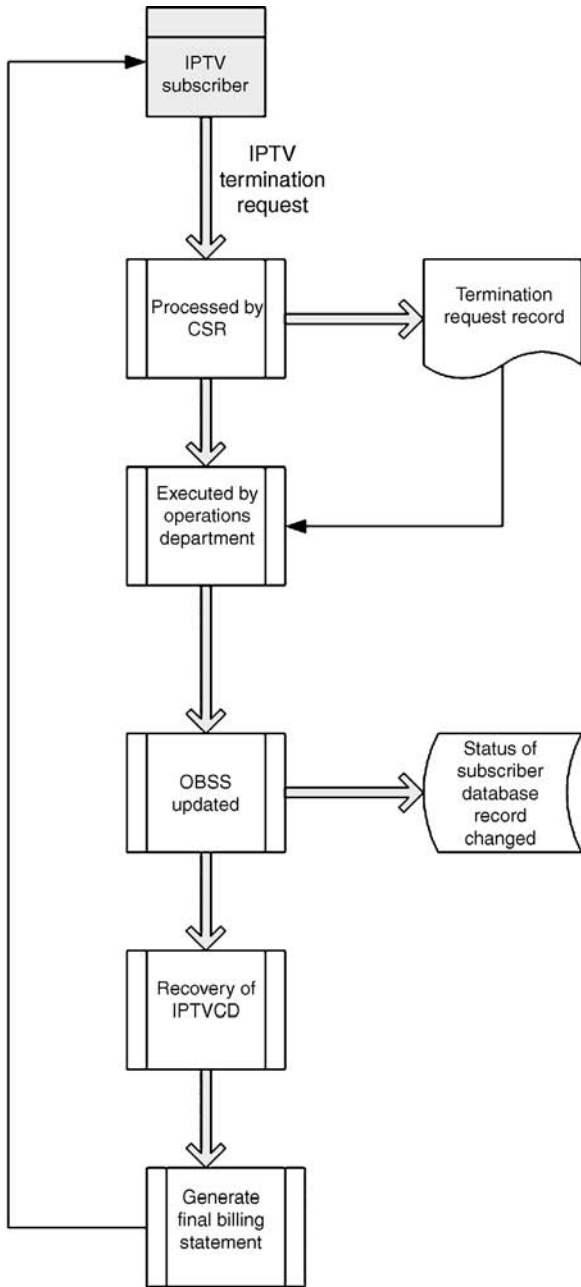 IPTV
subscriber
IPTV
termination
request
Processed by
CSR
Termination
request record
Executed by
operations
department
OBSS
updated
Status of
subscriber
database
record
changed
Recovery of
IPTVCD
Generate
final billing
statement